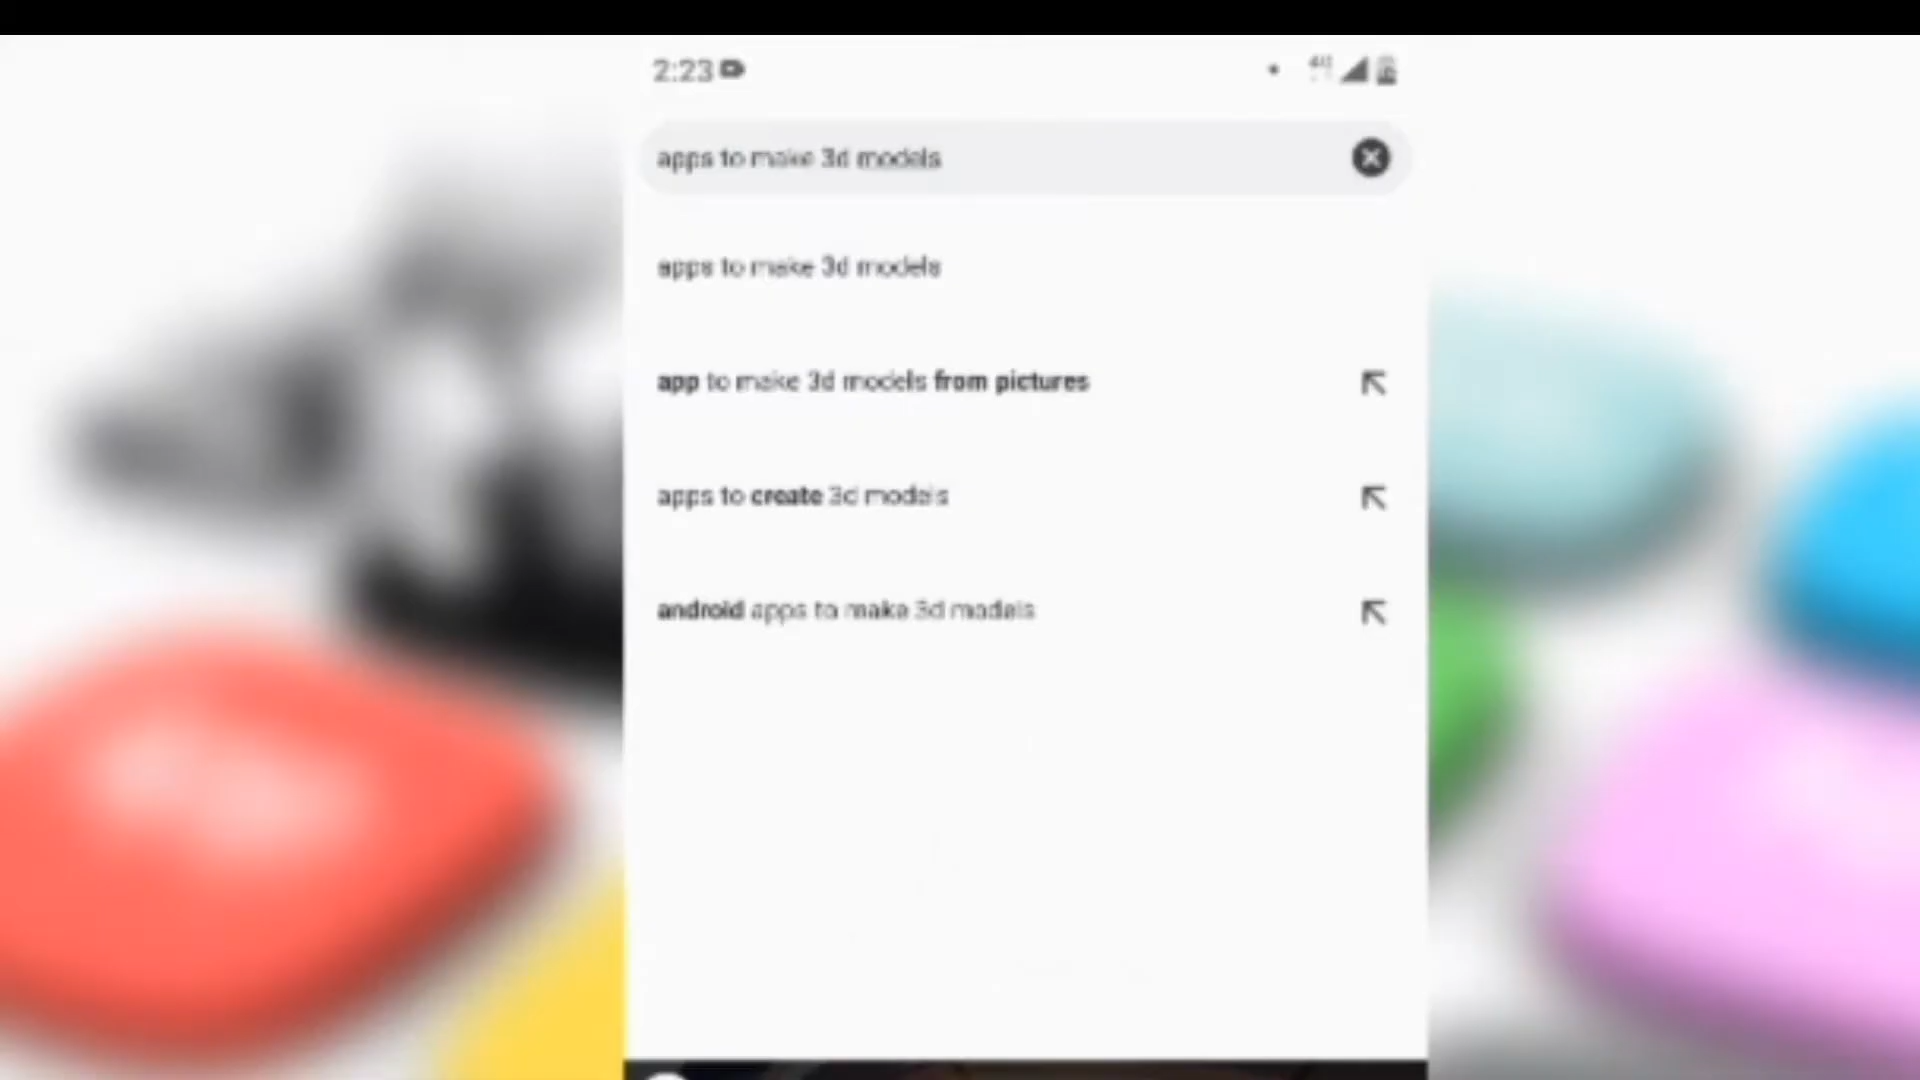 2:23
apps to make 3d models
apps to make 3d models
app to make 3d models from pictures
apps to create 3d models
android apps to make 3d models